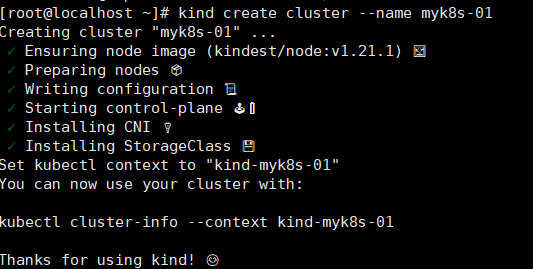 [root@localhost ~]# kind create cluster --name myk8s-01
Creating cluster "myk8s-01" ...
✓ Ensuring node image (kindest/node:v1.21.1) 🖼
✓ Preparing nodes 📦
✓ Writing configuration 📜
✓ Starting control-plane 🕹️
✓ Installing CNI 🔌
✓ Installing StorageClass 💾
Set kubectl context to "kind-myk8s-01"
You can now use your cluster with:

kubectl cluster-info --context kind-myk8s-01

Thanks for using kind! 😊